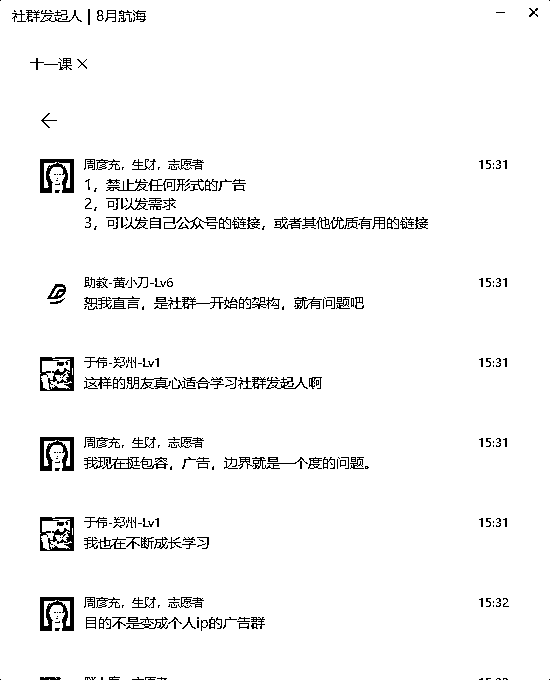 社群发起人 | 8月航海
十一课 ×
周彦充，生财，志愿者 15:31
1，禁止发任何形式的广告
2，可以发需求
3，可以发自己公众号的链接，或者其他优质有用的链接
助教-黄小刀-Lv6 15:31
恕我直言，是社群一开始的架构，就有问题吧
于伟-郑州-Lv1 15:31
这样的朋友真心适合学习社群发起人啊
周彦充，生财，志愿者 15:31
我现在挺包容，广告，边界就是一个度的问题。
于伟-郑州-Lv1 15:31
我也在不断成长学习
周彦充，生财，志愿者 15:32
目的不是变成个人ip的广告群